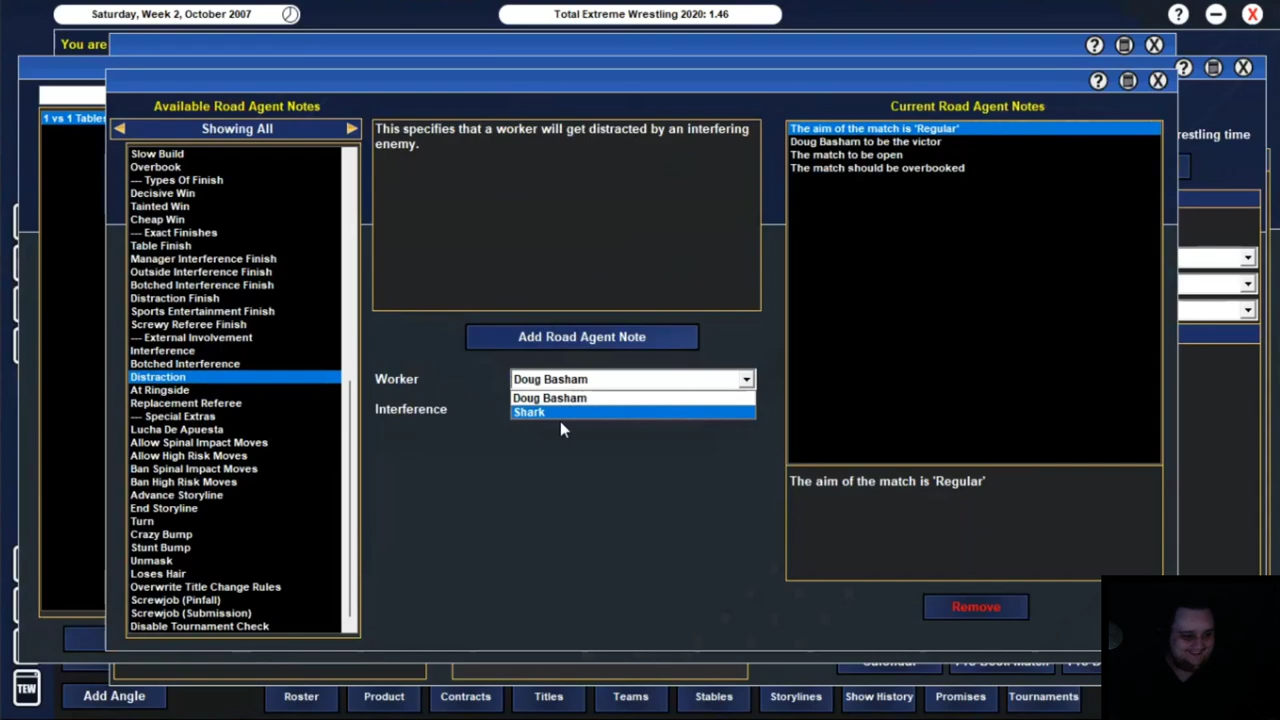 Saturday, Week 2, October 2007
Total Extreme Wrestling 2020: 1.46
You are
Available Road Agent Notes
Current Road Agent Notes
Showing All
1 vs 1 Tables
restling time
Slow Build
Overbook
--- Types Of Finish
Decisive Win
Tainted Win
Cheap Win
--- Exact Finishes
Table Finish
Manager Interference Finish
Outside Interference Finish
Botched Interference Finish
Distraction Finish
Sports Entertainment Finish
Screwy Referee Finish
--- External Involvement
Interference
Botched Interference
Distraction
At Ringside
Replacement Referee
--- Special Extras
Lucha De Apuesta
Allow Spinal Impact Moves
Allow High Risk Moves
Ban Spinal Impact Moves
Ban High Risk Moves
Advance Storyline
End Storyline
Turn
Crazy Bump
Stunt Bump
Unmask
Loses Hair
Overwrite Title Change Rules
Screwjob (Pinfall)
Screwjob (Submission)
Disable Tournament Check
This specifies that a worker will get distracted by an interfering
enemy.
Add Road Agent Note
Worker
Doug Basham
Doug Basham
Interference
Shark
The aim of the match is 'Regular'
Doug Basham to be the victor
The match to be open
The match should be overbooked
The aim of the match is 'Regular'
Remove
TEW
Add Angle
Roster
Product
Contracts
Titles
Teams
Stables
Storylines
Show History
Promises
Tournaments